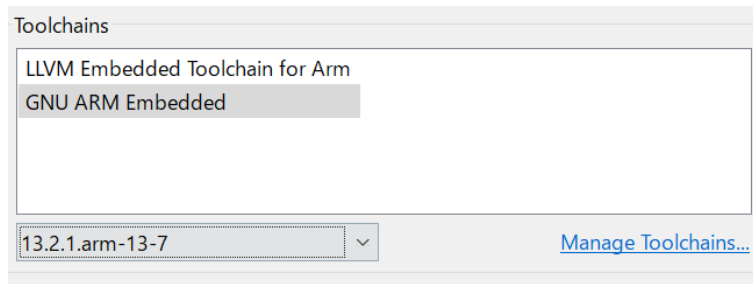 Toolchains
LLVM Embedded Toolchain for Arm
GNU ARM Embedded
13.2.1.arm-13-7
Manage Toolchains...